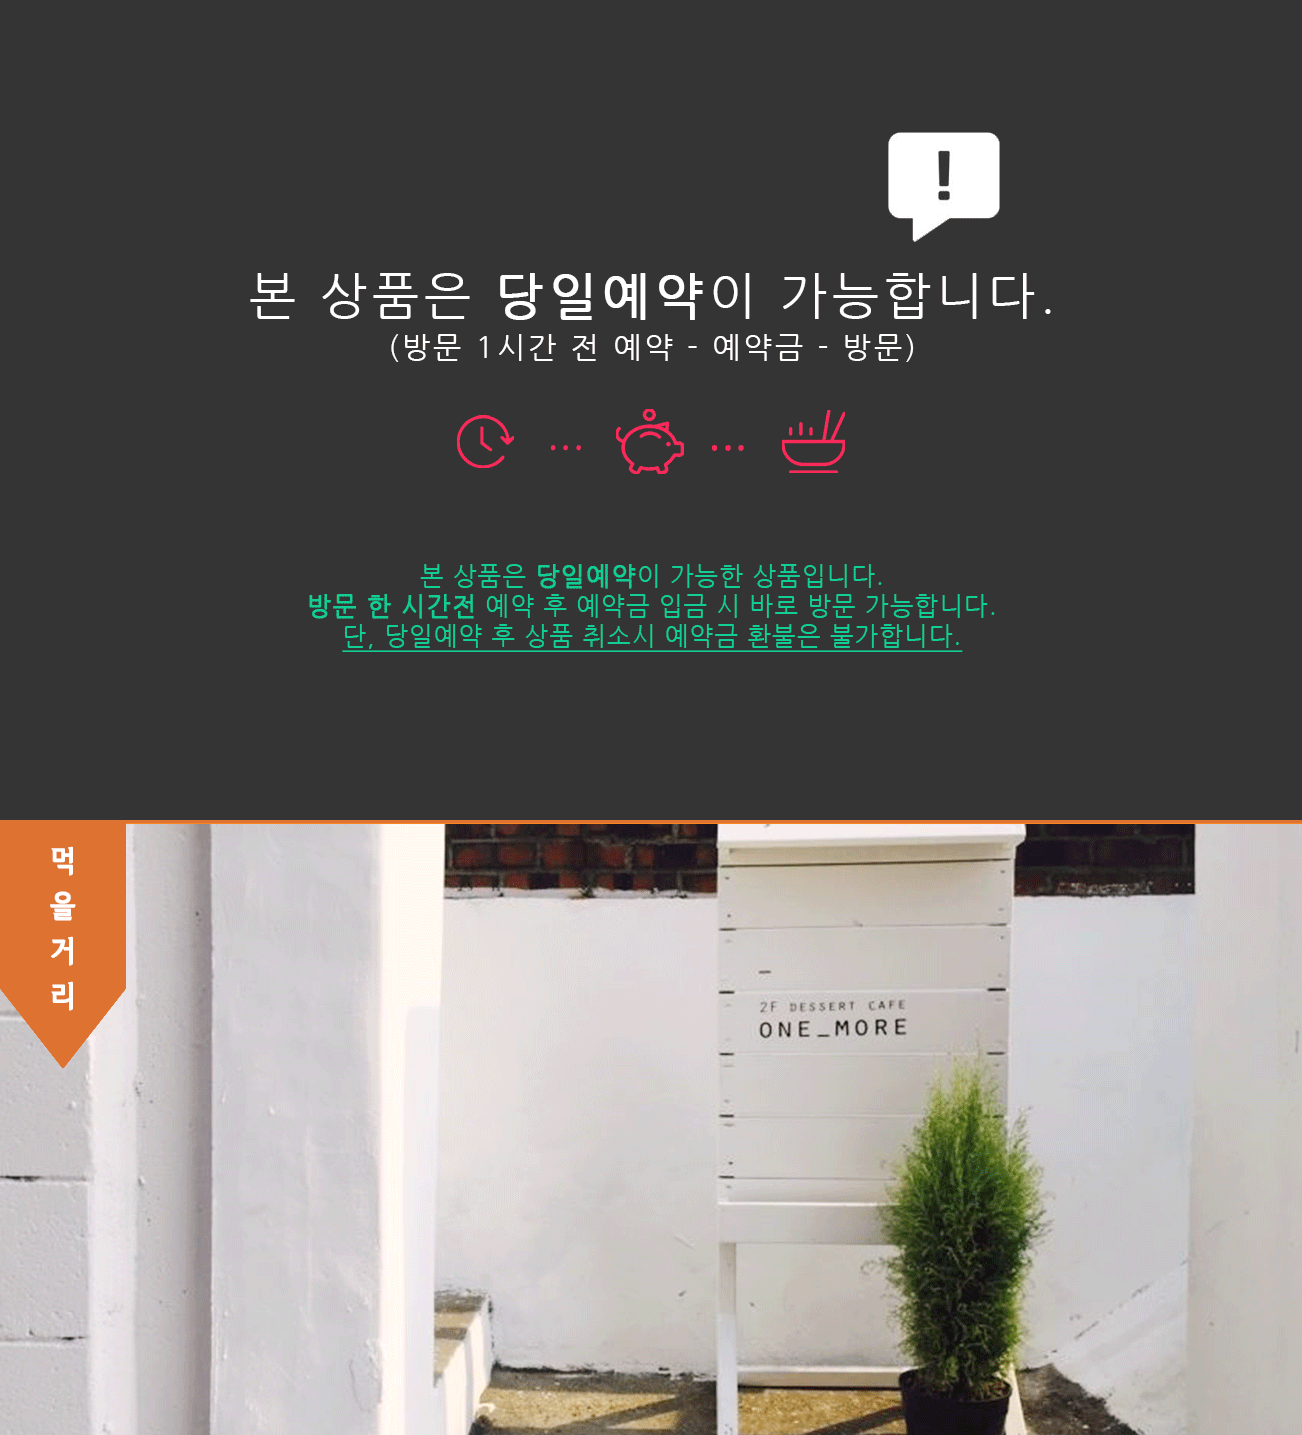 !
본 상품은 당일예약이 가능합니다.
(방문 1시간 전 예약 - 예약금 - 방문)
본 상품은 당일예약이 가능한 상품입니다.
방문 한 시간전 예약 후 예약금 입금 시 바로 방문 가능합니다.
단, 당일예약 후 상품 취소시 예약금 환불은 불가합니다.
먹
을
거
리
2F DESSERT CAFE
ONE_MORE